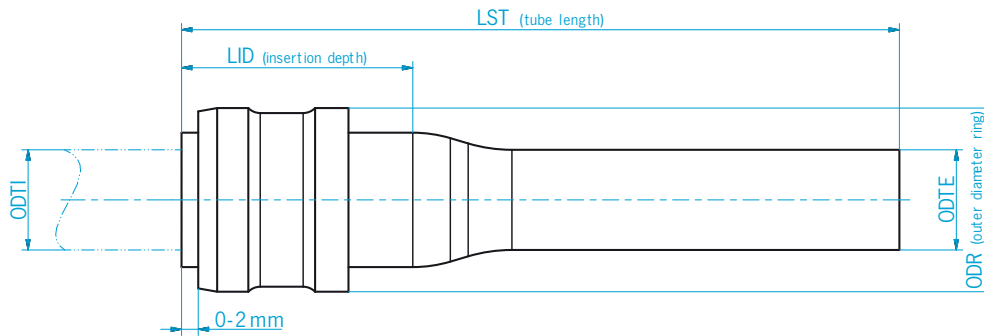 LST (tube length)
LID (insertion depth)
ODTI
ODTE
ODR (outer diameter ring)
0-2 mm